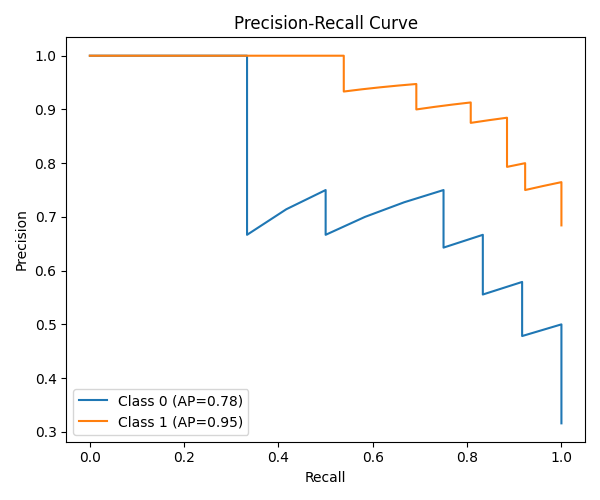 Precision-Recall Curve
1.0
0.9
0.8
0.7
0.6
0.5
0.4
0.3
Precision
Class 0 (AP=0.78)
Class 1 (AP=0.95)
0.0 0.2 0.4 0.6 0.8 1.0
Recall